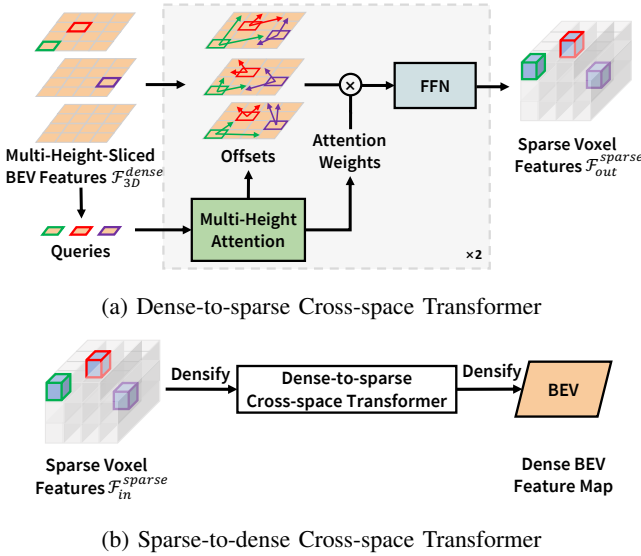 Multi-Height-Sliced
BEV Features $\mathcal{F}_{3D}^{dense}$
Queries
Offsets
Multi-Height
Attention
Attention
Weights
×
FFN
×2
Sparse Voxel
Features $\mathcal{F}_{out}^{sparse}$
(a) Dense-to-sparse Cross-space Transformer
Sparse Voxel
Features $\mathcal{F}_{in}^{sparse}$
Densify
Dense-to-sparse
Cross-space Transformer
Densify
BEV
Dense BEV
Feature Map
(b) Sparse-to-dense Cross-space Transformer